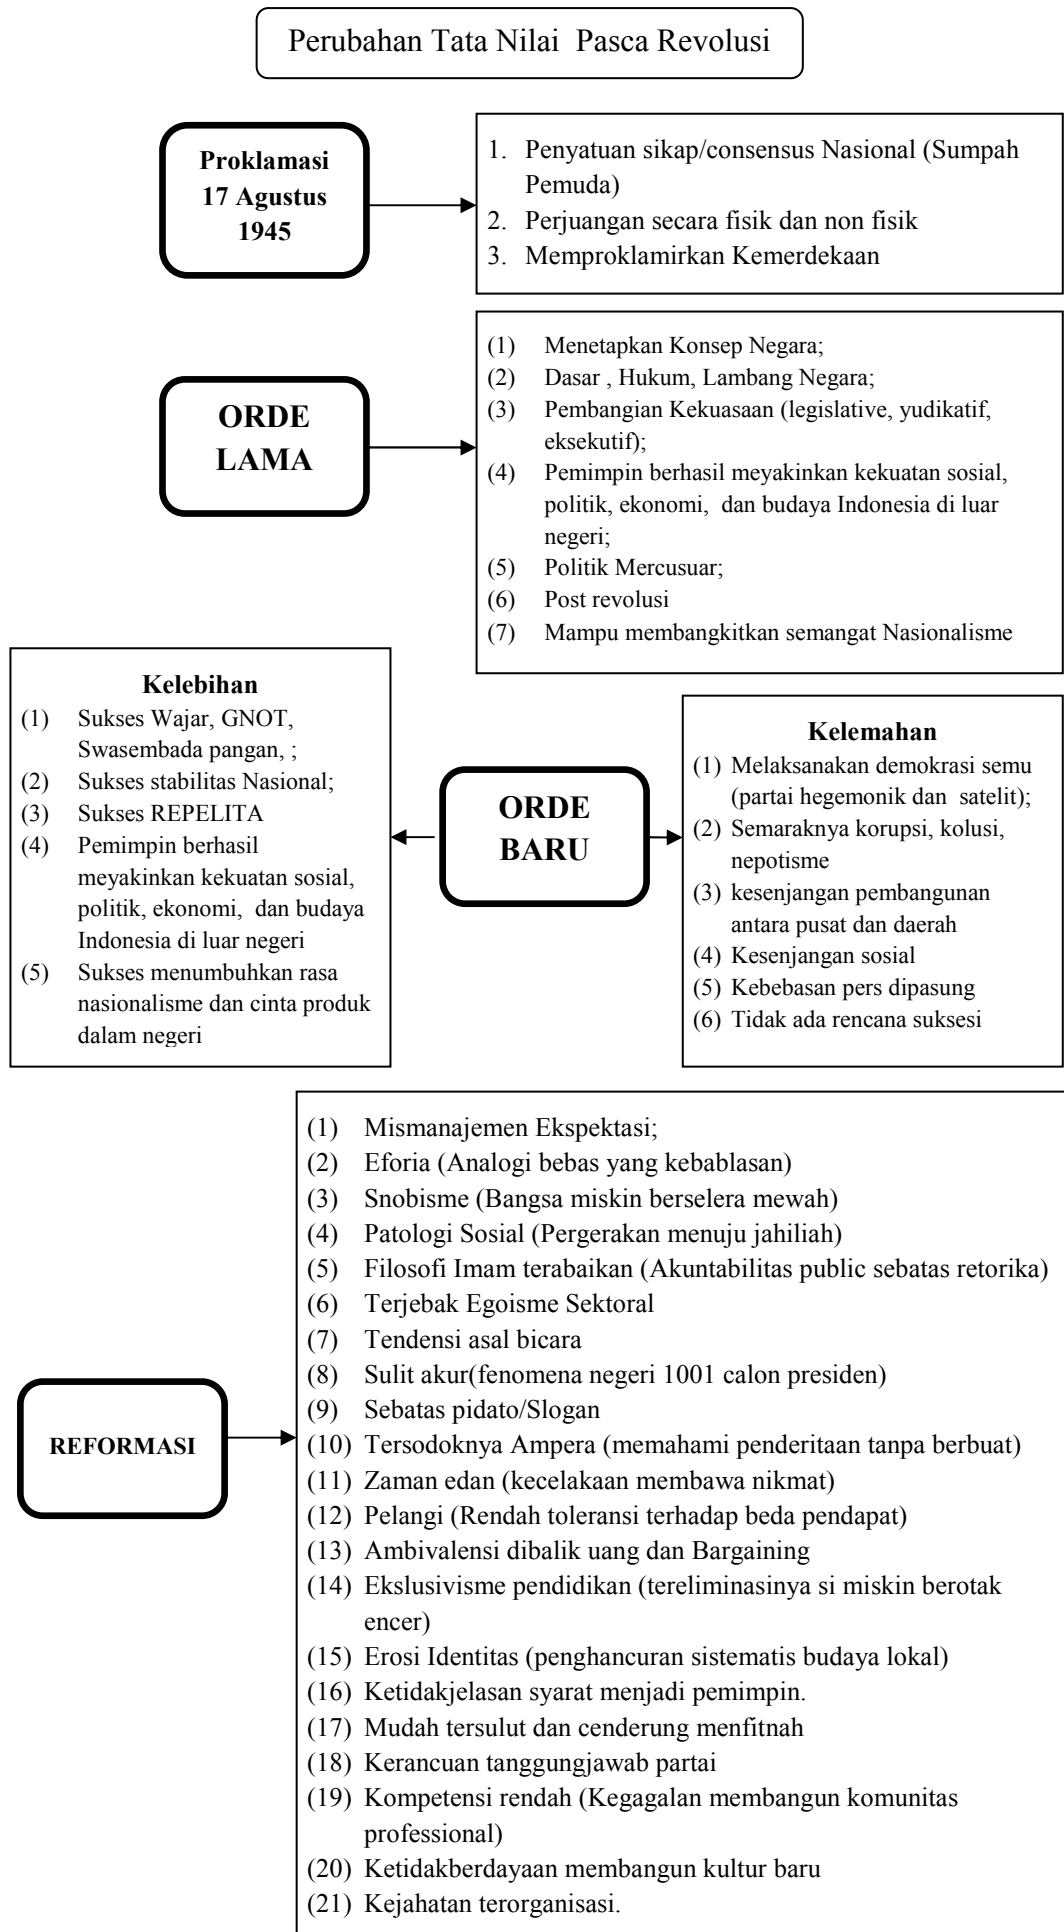 Perubahan Tata Nilai Pasca Revolusi
Proklamasi
17 Agustus
1945
1. Penyatuan sikap/consensus Nasional (Sumpah
Pemuda)
2. Perjuangan secara fisik dan non fisik
3. Memproklamirkan Kemerdekaan
ORDE
LAMA
(1) Menetapkan Konsep Negara;
(2) Dasar , Hukum, Lambang Negara;
(3) Pembangian Kekuasaan (legislative, yudikatif,
eksekutif);
(4) Pemimpin berhasil meyakinkan kekuatan sosial,
politik, ekonomi, dan budaya Indonesia di luar
negeri;
(5) Politik Mercusuar;
(6) Post revolusi
(7) Mampu membangkitkan semangat Nasionalisme
Kelebihan
(1) Sukses Wajar, GNOT,
Swasembada pangan, ;
(2) Sukses stabilitas Nasional;
(3) Sukses REPELITA
(4) Pemimpin berhasil
meyakinkan kekuatan sosial,
politik, ekonomi, dan budaya
Indonesia di luar negeri
(5) Sukses menumbuhkan rasa
nasionalisme dan cinta produk
dalam negeri
ORDE
BARU
Kelemahan
(1) Melaksanakan demokrasi semu
(partai hegemonik dan satelit);
(2) Semaraknya korupsi, kolusi,
nepotisme
(3) kesenjangan pembangunan
antara pusat dan daerah
(4) Kesenjangan sosial
(5) Kebebasan pers dipasung
(6) Tidak ada rencana suksesi
REFORMASI
(1) Mismanajemen Ekspektasi;
(2) Eforia (Analogi bebas yang kebablasan)
(3) Snobisme (Bangsa miskin berselera mewah)
(4) Patologi Sosial (Pergerakan menuju jahiliah)
(5) Filosofi Imam terabaikan (Akuntabilitas public sebatas retorika)
(6) Terjebak Egoisme Sektoral
(7) Tendensi asal bicara
(8) Sulit akur(fenomena negeri 1001 calon presiden)
(9) Sebatas pidato/Slogan
(10) Tersodoknya Ampera (memahami penderitaan tanpa berbuat)
(11) Zaman edan (kecelakaan membawa nikmat)
(12) Pelangi (Rendah toleransi terhadap beda pendapat)
(13) Ambivalensi dibalik uang dan Bargaining
(14) Ekslusivisme pendidikan (tereliminasinya si miskin berotak
encer)
(15) Erosi Identitas (penghancuran sistematis budaya lokal)
(16) Ketidakjelasan syarat menjadi pemimpin.
(17) Mudah tersulut dan cenderung menfitnah
(18) Kerancuan tanggungjawab partai
(19) Kompetensi rendah (Kegagalan membangun komunitas
professional)
(20) Ketidakberdayaan membangun kultur baru
(21) Kejahatan terorganisasi.